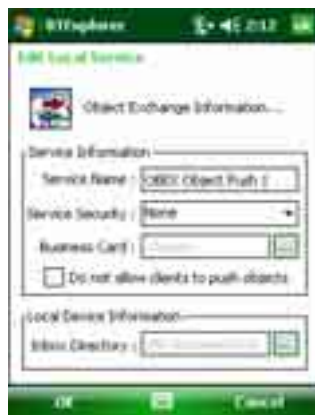 BTExplorer 2:12 ok
Edit Local Service
Object Exchange Information...
Service Information
Service Name : OBEX Object Push 1
Service Security : None
Business Card :
Do not allow clients to push objects
Local Device Information
Inbox Directory :
OK Cancel